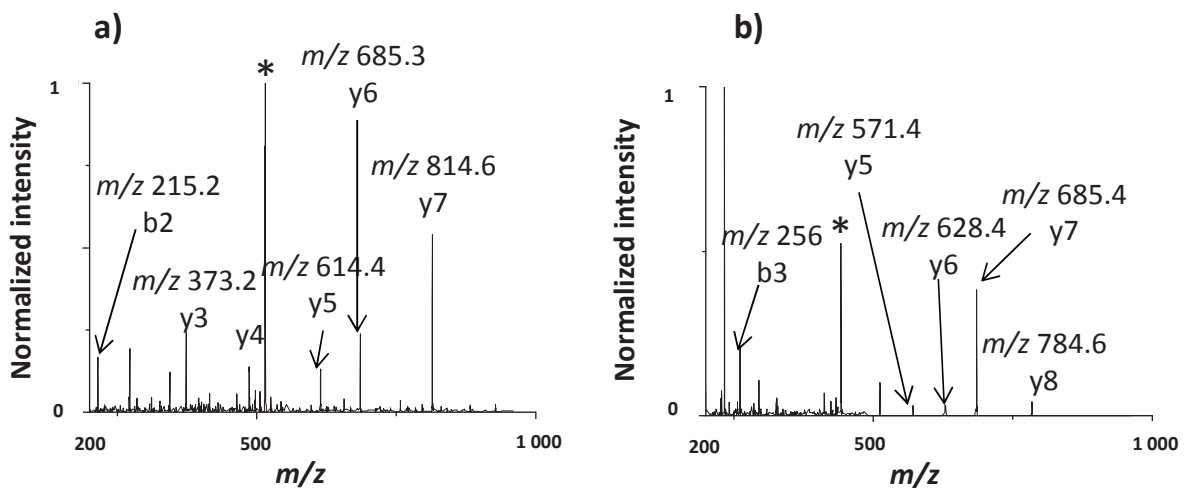 a)
Normalized intensity
1
0
*
m/z 685.3
y6
m/z 814.6
y7
m/z 215.2
b2
m/z 373.2
y3
y4
m/z 614.4
y5
200
500
1 000
m/z
b)
Normalized intensity
1
0
m/z 571.4
y5
*
m/z 256
b3
m/z 628.4
y6
m/z 685.4
y7
m/z 784.6
y8
200
500
1 000
m/z